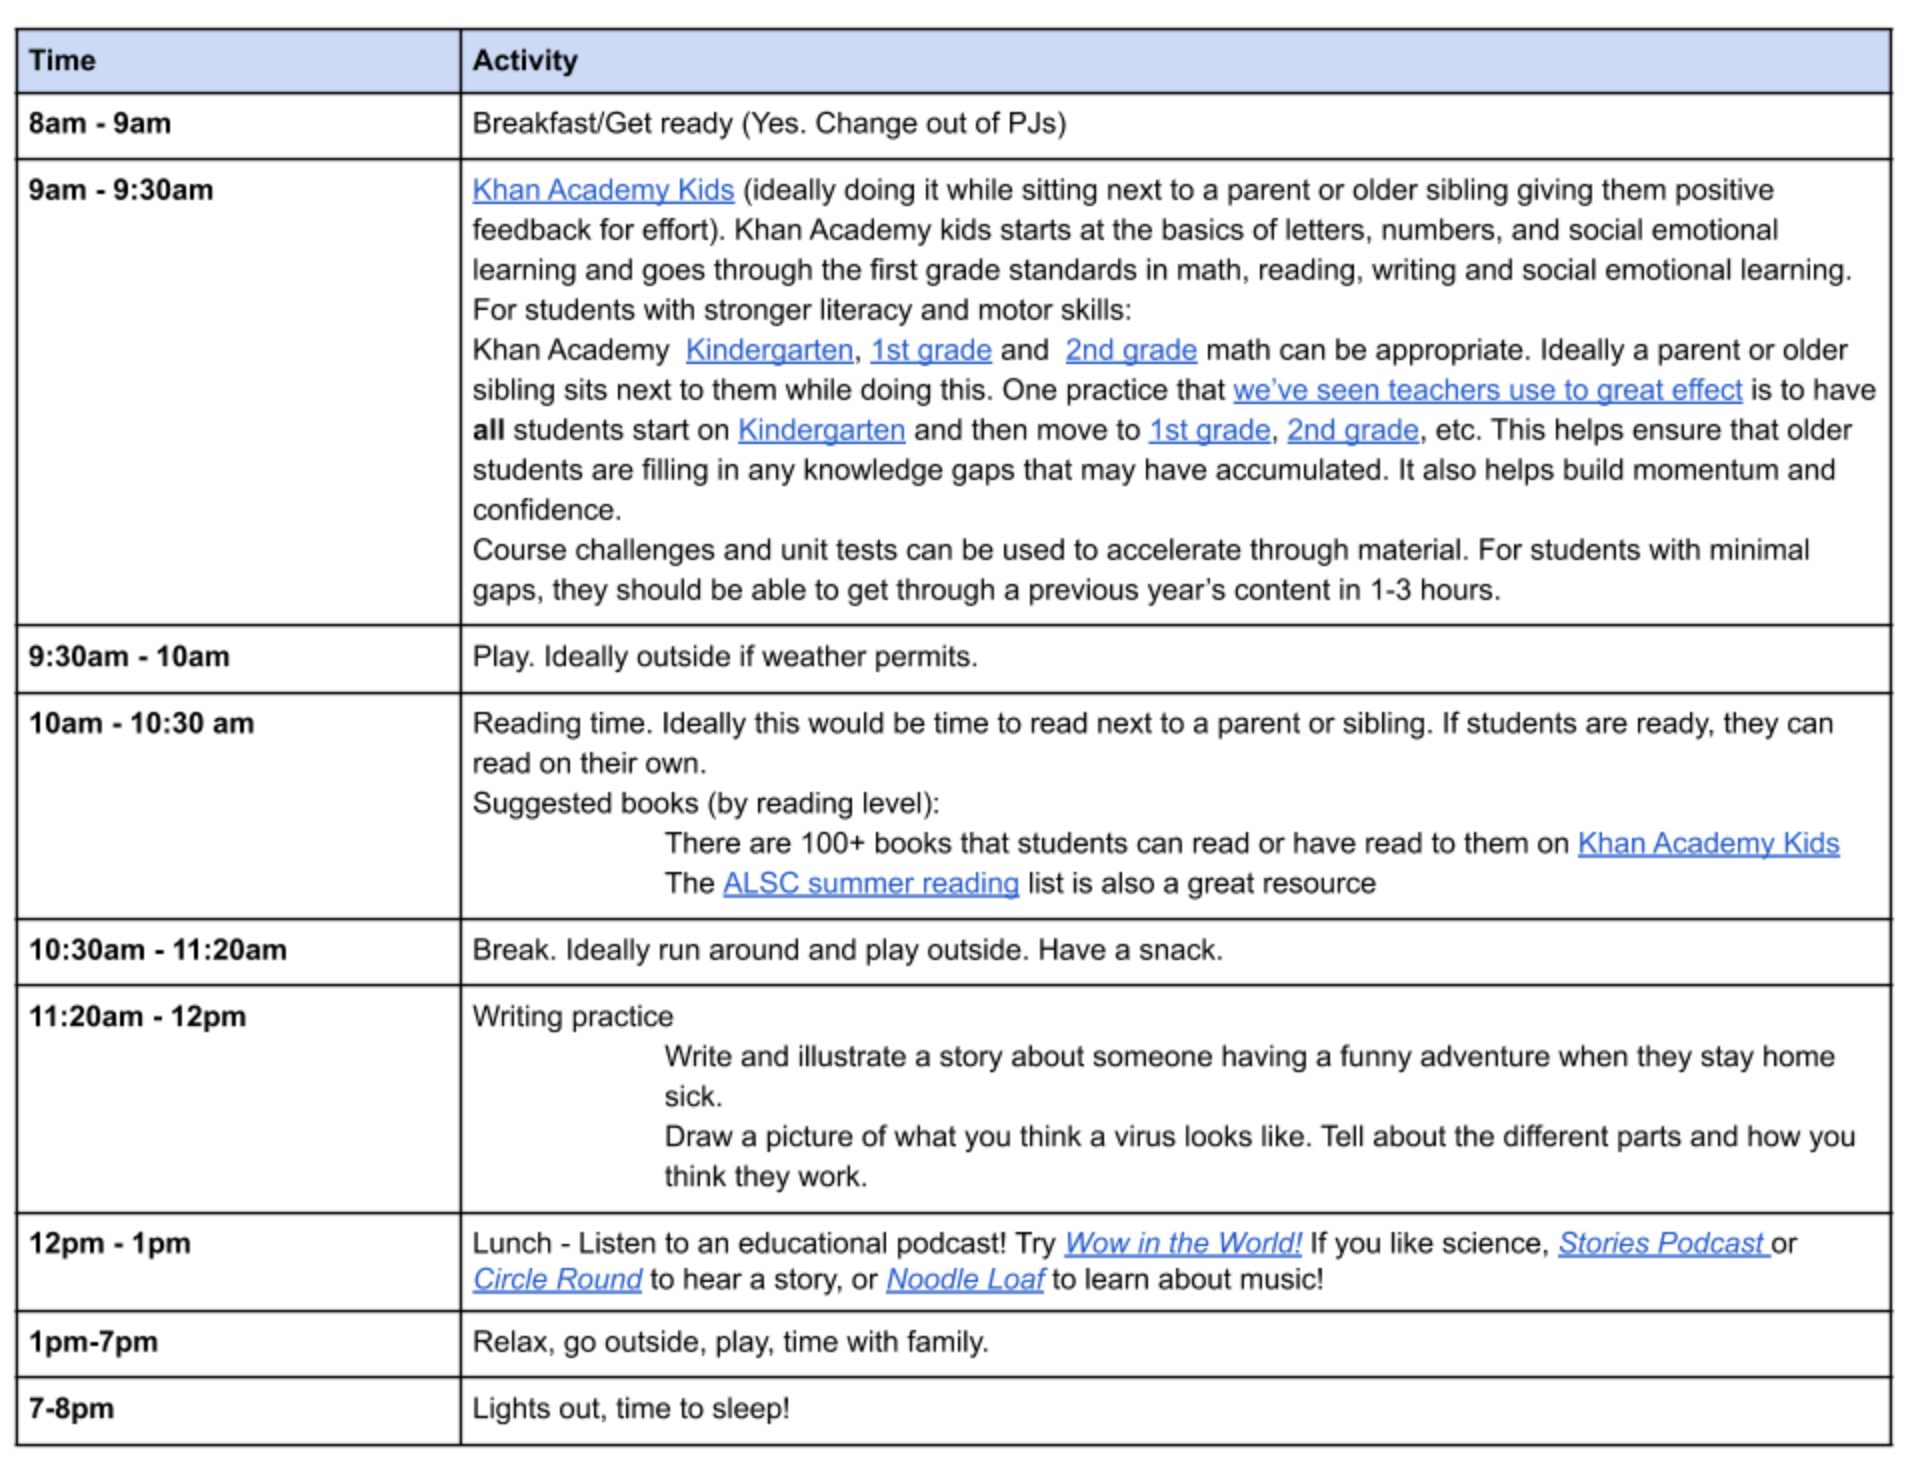 Time Activity
8am - 9am Breakfast/Get ready (Yes. Change out of PJs)
9am - 9:30am Khan Academy Kids (ideally doing it while sitting next to a parent or older sibling giving them positive
feedback for effort). Khan Academy kids starts at the basics of letters, numbers, and social emotional
learning and goes through the first grade standards in math, reading, writing and social emotional learning.
For students with stronger literacy and motor skills:
Khan Academy Kindergarten, 1st grade and 2nd grade math can be appropriate. Ideally a parent or older
sibling sits next to them while doing this. One practice that we've seen teachers use to great effect is to have
all students start on Kindergarten and then move to 1st grade, 2nd grade, etc. This helps ensure that older
students are filling in any knowledge gaps that may have accumulated. It also helps build momentum and
confidence.
Course challenges and unit tests can be used to accelerate through material. For students with minimal
gaps, they should be able to get through a previous year's content in 1-3 hours.
9:30am - 10am Play. Ideally outside if weather permits.
10am - 10:30 am Reading time. Ideally this would be time to read next to a parent or sibling. If students are ready, they can
read on their own.
Suggested books (by reading level):
There are 100+ books that students can read or have read to them on Khan Academy Kids
The ALSC summer reading list is also a great resource
10:30am - 11:20am Break. Ideally run around and play outside. Have a snack.
11:20am - 12pm Writing practice
Write and illustrate a story about someone having a funny adventure when they stay home
sick.
Draw a picture of what you think a virus looks like. Tell about the different parts and how you
think they work.
12pm - 1pm Lunch - Listen to an educational podcast! Try Wow in the World! If you like science, Stories Podcast or
Circle Round to hear a story, or Noodle Loaf to learn about music!
1pm-7pm Relax, go outside, play, time with family.
7-8pm Lights out, time to sleep!